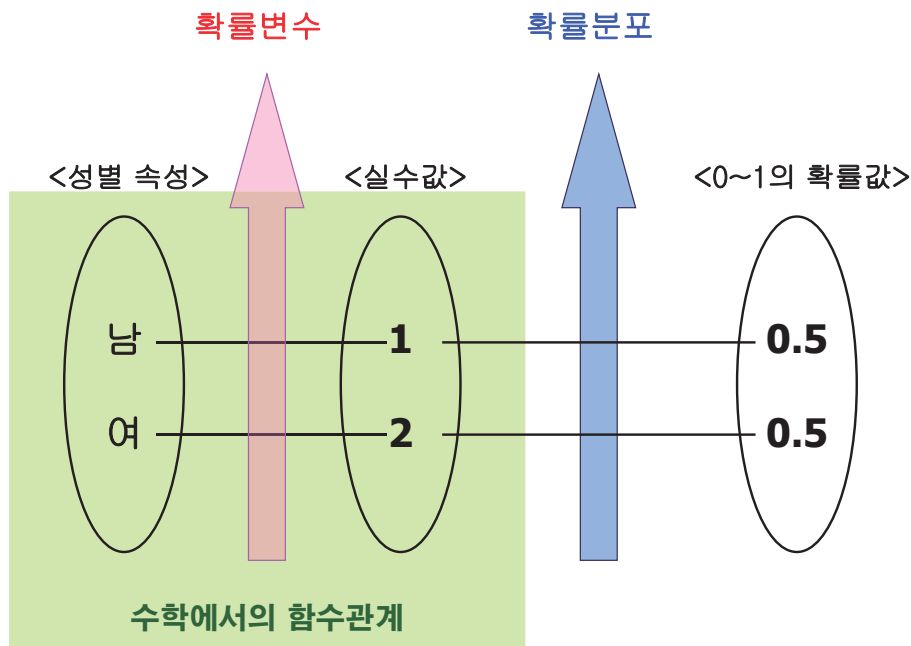 확률변수 확률분포
<성별 속성> <실수값> <0~1의 확률값>
남 1 0.5
여 2 0.5
수학에서의 함수관계